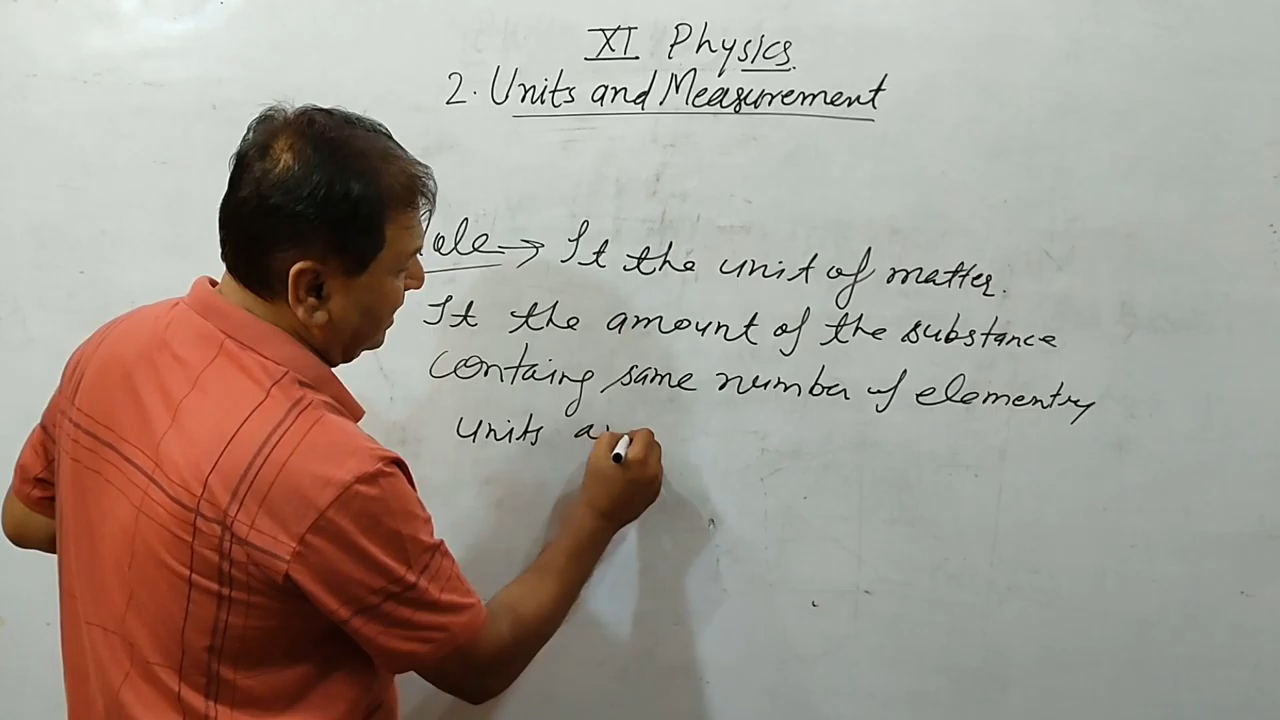 XI Physics.
2. Units and Measurement
ole → It the unit of matter.
It the amount of the substance
Containg same number of elementry
units a